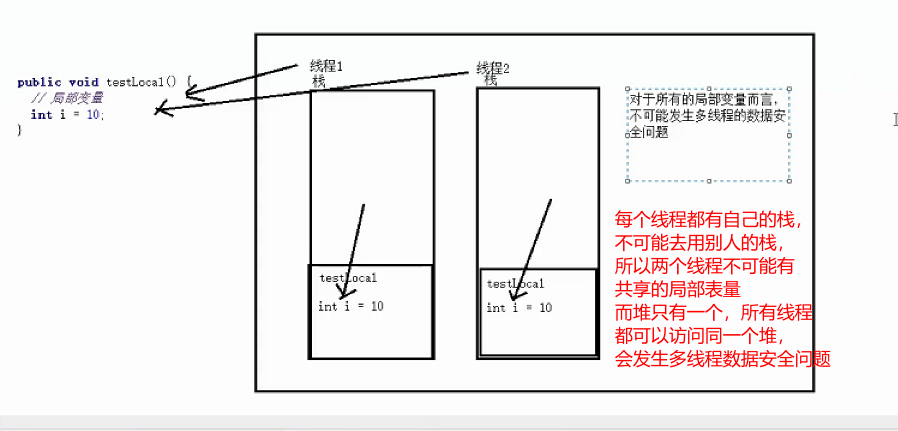 线程1
栈
线程2
栈
public void testLocal() {
// 局部变量
int i = 10;
}
对于所有的局部变量而言，
不可能发生多线程的数据安
全问题
testLocal
int i = 10
testLocal
int i = 10
每个线程都有自己的栈，
不可能去用别人的栈，
所以两个线程不可能有
共享的局部表量
而堆只有一个，所有线程
都可以访问同一个堆，
会发生多线程数据安全问题